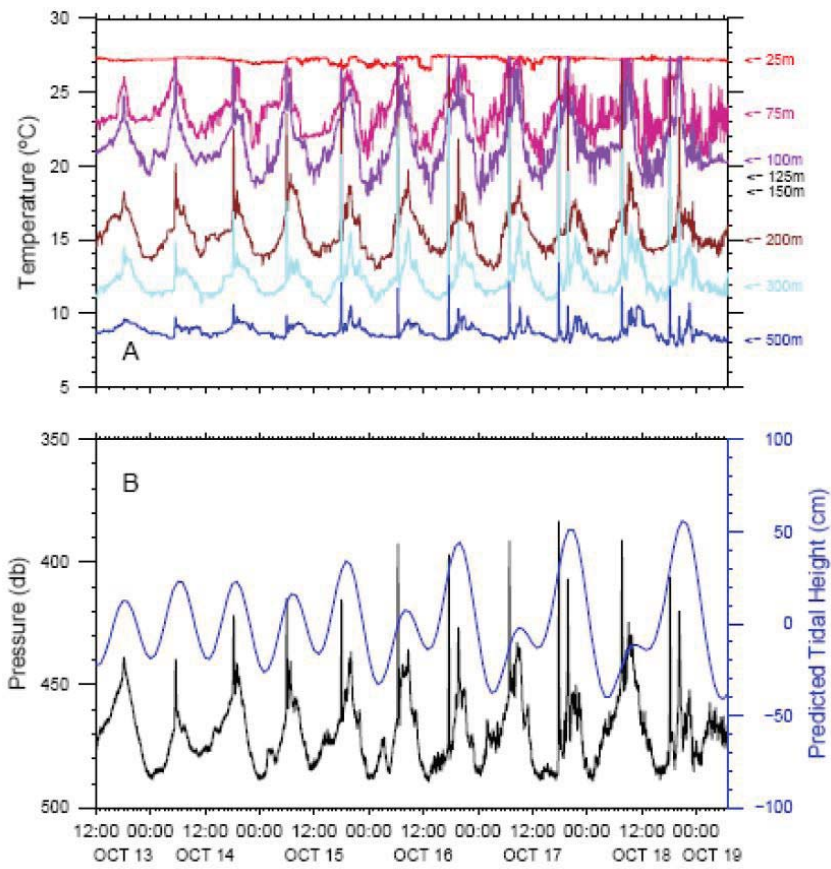 30
25
20
15
10
5
Temperature (ºC)
A
<− 25m
<− 75m
<− 100m
<− 125m
<− 150m
<− 200m
<− 300m
<− 500m
350
400
450
500
Pressure (db)
B
100
50
0
−50
−100
Predicted Tidal Height (cm)
12:00 00:00 12:00 00:00 12:00 00:00 12:00 00:00 12:00 00:00 12:00 00:00
OCT 13 OCT 14 OCT 15 OCT 16 OCT 17 OCT 18 OCT 19